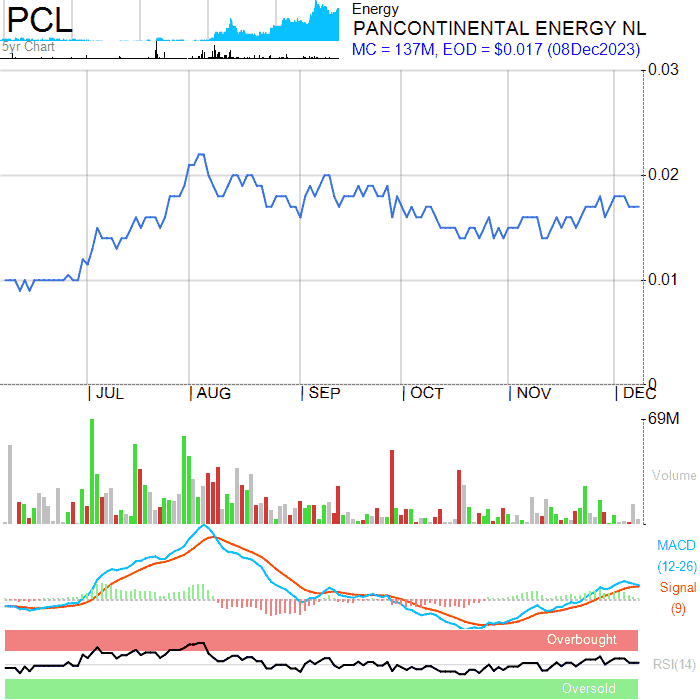 PCL
5yr Chart
Energy
PANCONTINENTAL ENERGY NL
MC = 137M, EOD = $0.017 (08Dec2023)
0.03
0.02
0.01
0
JUL AUG SEP OCT NOV DEC
69M
Volume
MACD
(12-26)
Signal
(9)
Overbought
RSI(14)
Oversold